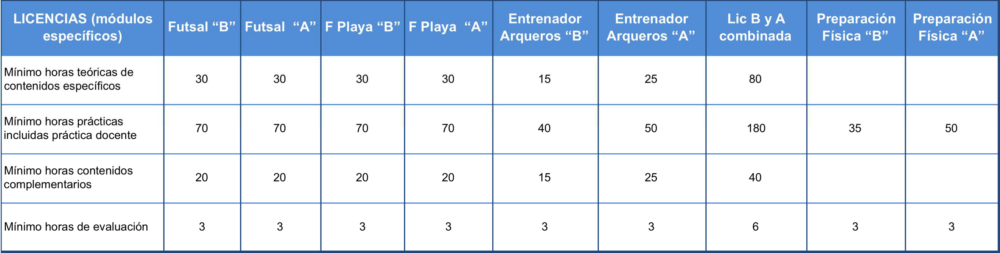 LICENCIAS (módulos
específicos)
Futsal “B”
Futsal “A”
F Playa “B”
F Playa “A”
Entrenador
Arqueros “B”
Entrenador
Arqueros “A”
Lic B y A
combinada
Preparación
Física “B”
Preparación
Física “A”
Mínimo horas teóricas de
contenidos específicos
30
30
30
30
15
25
80
Mínimo horas prácticas
incluidas práctica docente
70
70
70
70
40
50
180
35
50
Mínimo horas contenidos
complementarios
20
20
20
20
15
25
40
Mínimo horas de evaluación
3
3
3
3
3
3
6
3
3